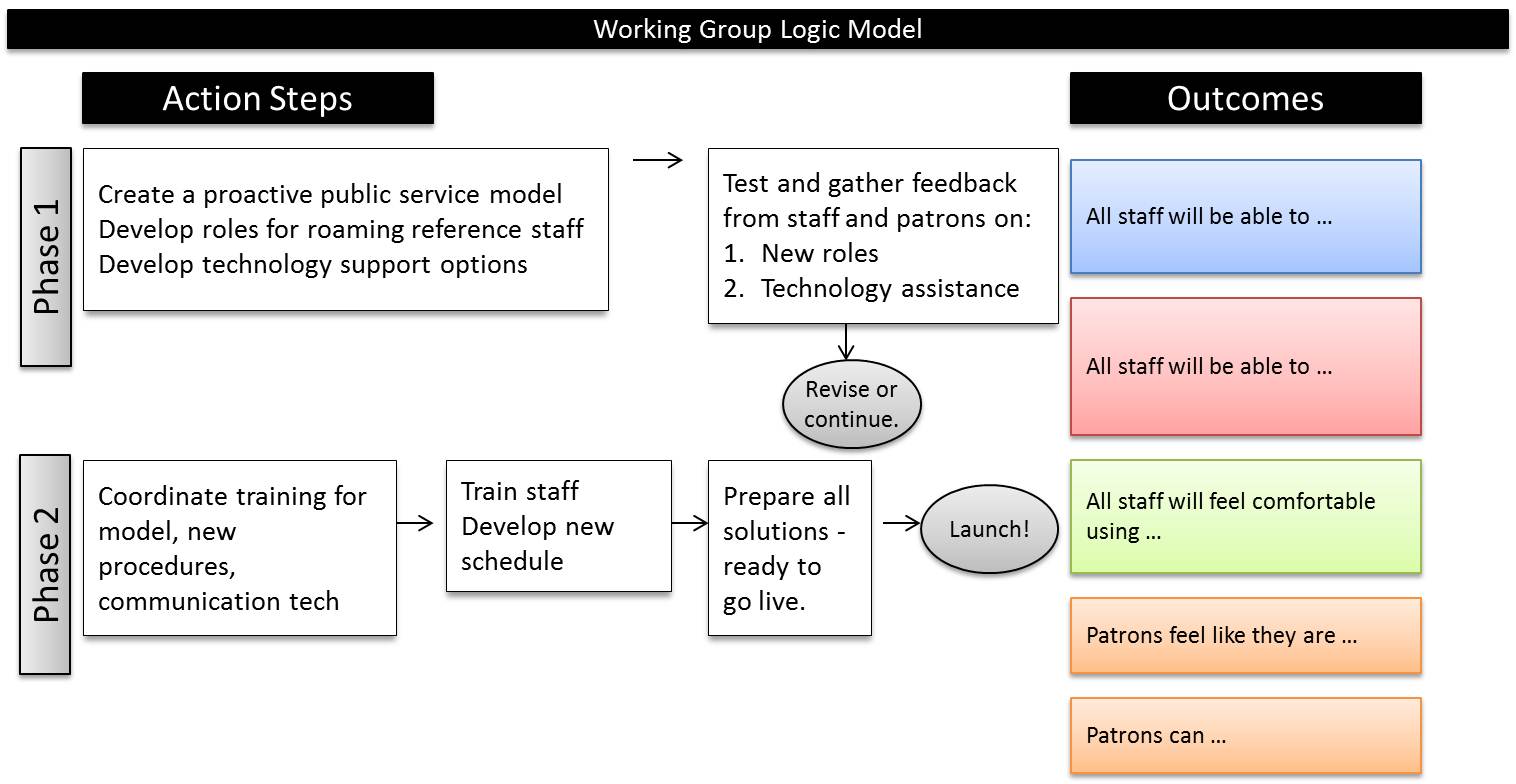 Working Group Logic Model
Action Steps
Outcomes
Phase 1
Create a proactive public service model
Develop roles for roaming reference staff
Develop technology support options
Test and gather feedback
from staff and patrons on:
1. New roles
2. Technology assistance
Revise or
continue.
Phase 2
Coordinate training for
model, new
procedures,
communication tech
Train staff
Develop new
schedule
Prepare all
solutions -
ready to
go live.
Launch!
All staff will be able to …
All staff will be able to …
All staff will feel comfortable
using …
Patrons feel like they are …
Patrons can …